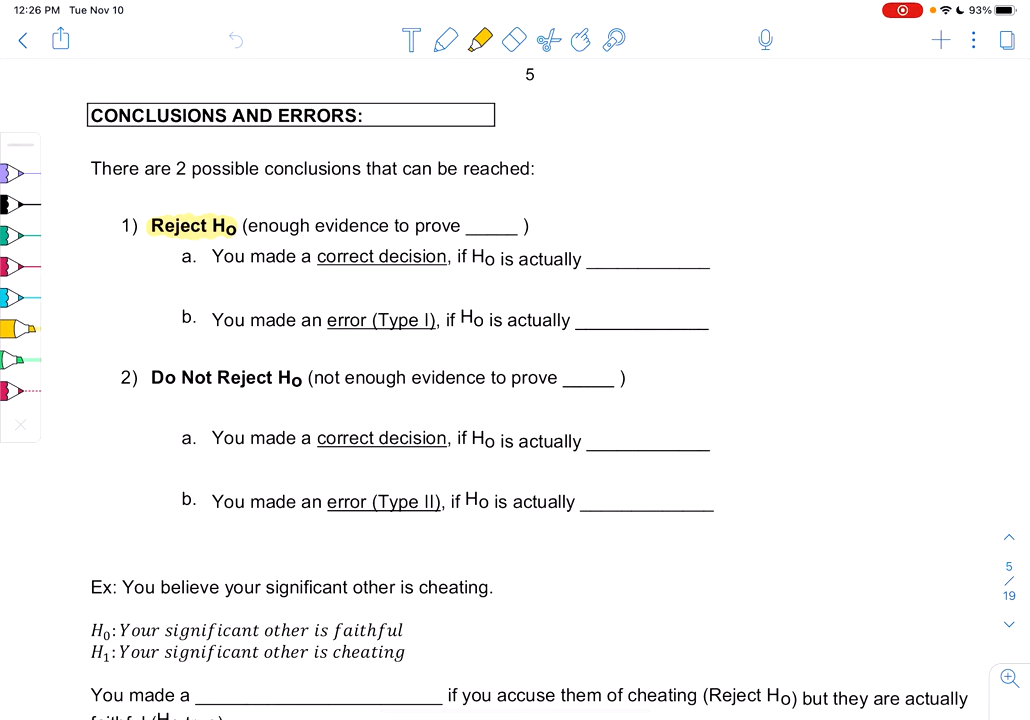 12:26 PM Tue Nov 10
93%
5
CONCLUSIONS AND ERRORS:
There are 2 possible conclusions that can be reached:
1) Reject Ho (enough evidence to prove _____ )
a. You made a correct decision, if Ho is actually ____________
b. You made an error (Type I), if Ho is actually _____________
2) Do Not Reject Ho (not enough evidence to prove _____ )
a. You made a correct decision, if Ho is actually ____________
b. You made an error (Type II), if Ho is actually _____________
5
/
19
Ex: You believe your significant other is cheating.
H₀: Your significant other is faithful
H₁: Your significant other is cheating
You made a ________________________ if you accuse them of cheating (Reject Ho) but they are actually